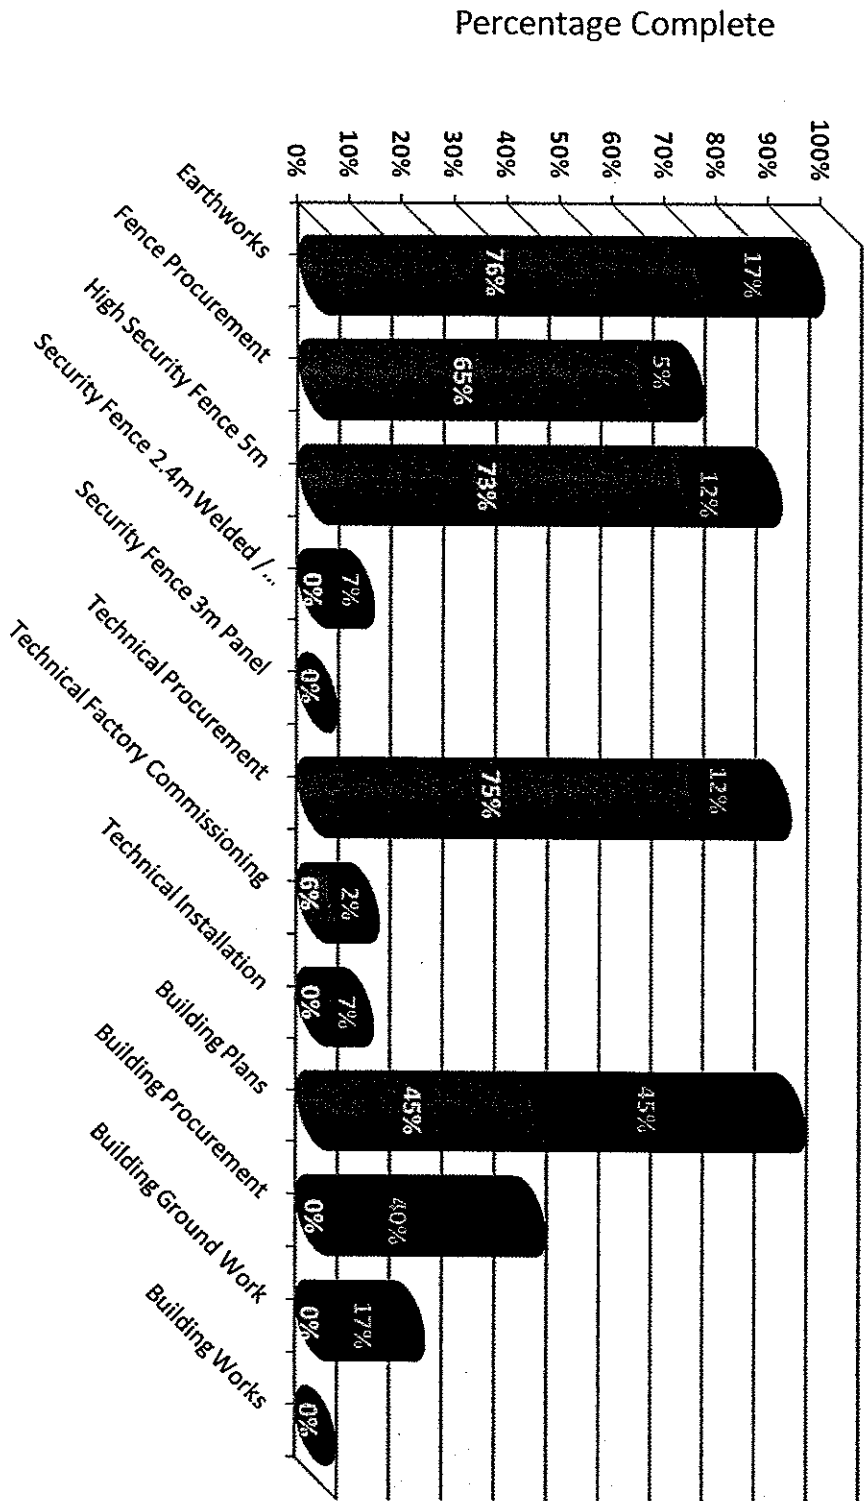 Percentage Complete
100%
90%
80%
70%
60%
50%
40%
30%
20%
10%
0%
17%
76%
5%
65%
12%
73%
7%
0%
0%
12%
75%
2%
6%
7%
0%
45%
45%
40%
0%
17%
0%
0%
Earthworks
Fence Procurement
High Security Fence 5m
Security Fence 2.4m Welded /...
Security Fence 3m Panel
Technical Procurement
Technical Factory Commissioning
Technical Installation
Building Plans
Building Procurement
Building Ground Work
Building Works